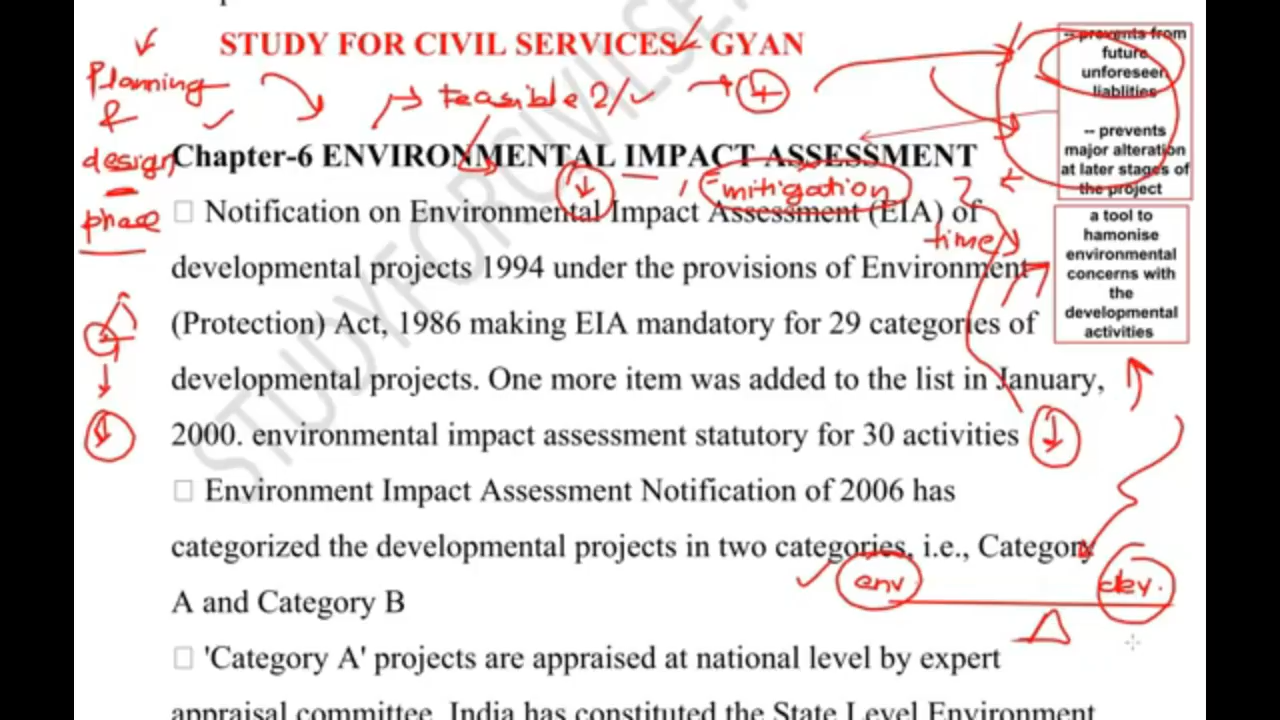 STUDY FOR CIVIL SERVICES - GYAN
Planning
&
design
phase
feasible
mitigation
time
Chapter-6 ENVIRONMENTAL IMPACT ASSESSMENT
Notification on Environmental Impact Assessment (EIA) of
developmental projects 1994 under the provisions of Environment
(Protection) Act, 1986 making EIA mandatory for 29 categories of
developmental projects. One more item was added to the list in January,
2000. environmental impact assessment statutory for 30 activities
Environment Impact Assessment Notification of 2006 has
categorized the developmental projects in two categories, i.e., Category
A and Category B
env.
dev.
'Category A' projects are appraised at national level by expert
appraisal committee. India has constituted the State Level Environment
-- prevents from
future
unforeseen
liablities
-- prevents
major alteration
at later stages of
the project
a tool to
hamonise
environmental
concerns with
the
developmental
activities
STUDYFORCIVILSERVICES